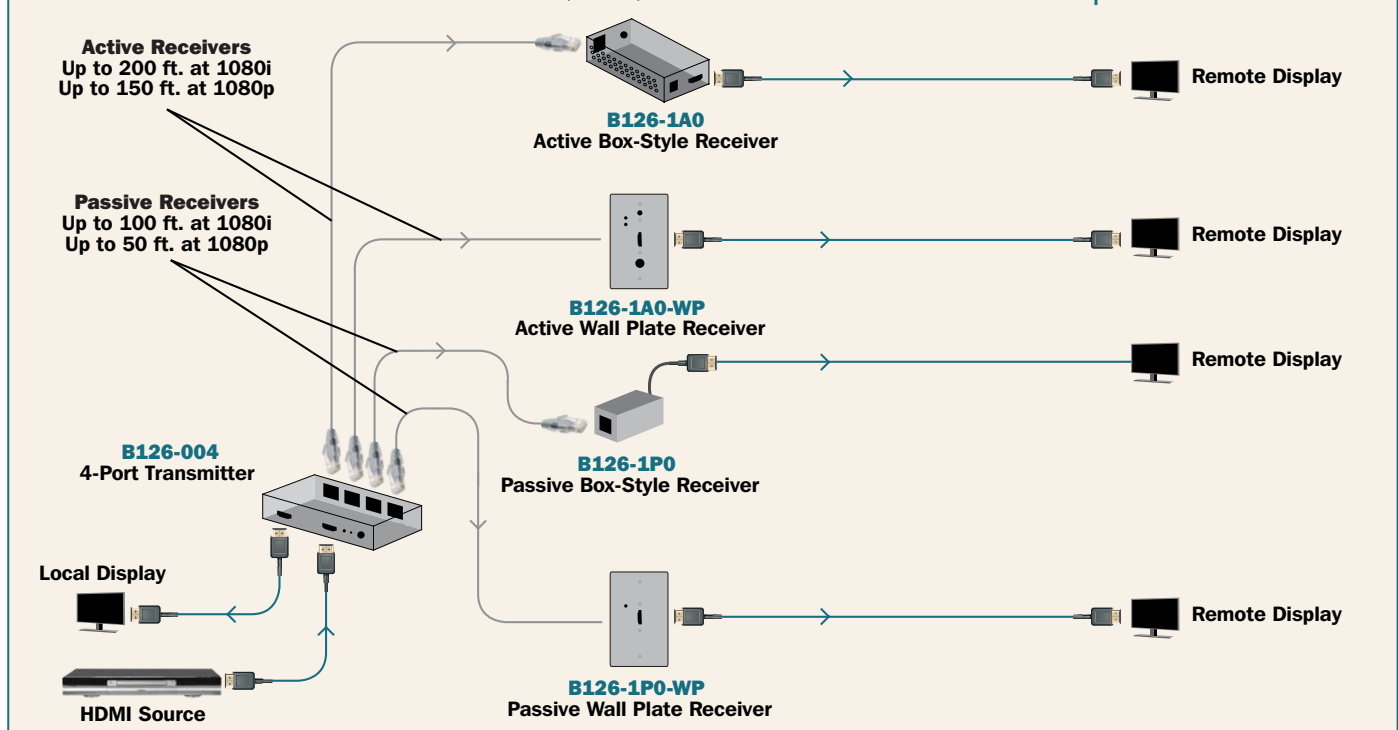 Active Receivers
Up to 200 ft. at 1080i
Up to 150 ft. at 1080p
B126-1A0
Active Box-Style Receiver
Remote Display
Passive Receivers
Up to 100 ft. at 1080i
Up to 50 ft. at 1080p
B126-1A0-WP
Active Wall Plate Receiver
Remote Display
B126-1P0
Passive Box-Style Receiver
Remote Display
B126-004
4-Port Transmitter
Local Display
HDMI Source
B126-1P0-WP
Passive Wall Plate Receiver
Remote Display